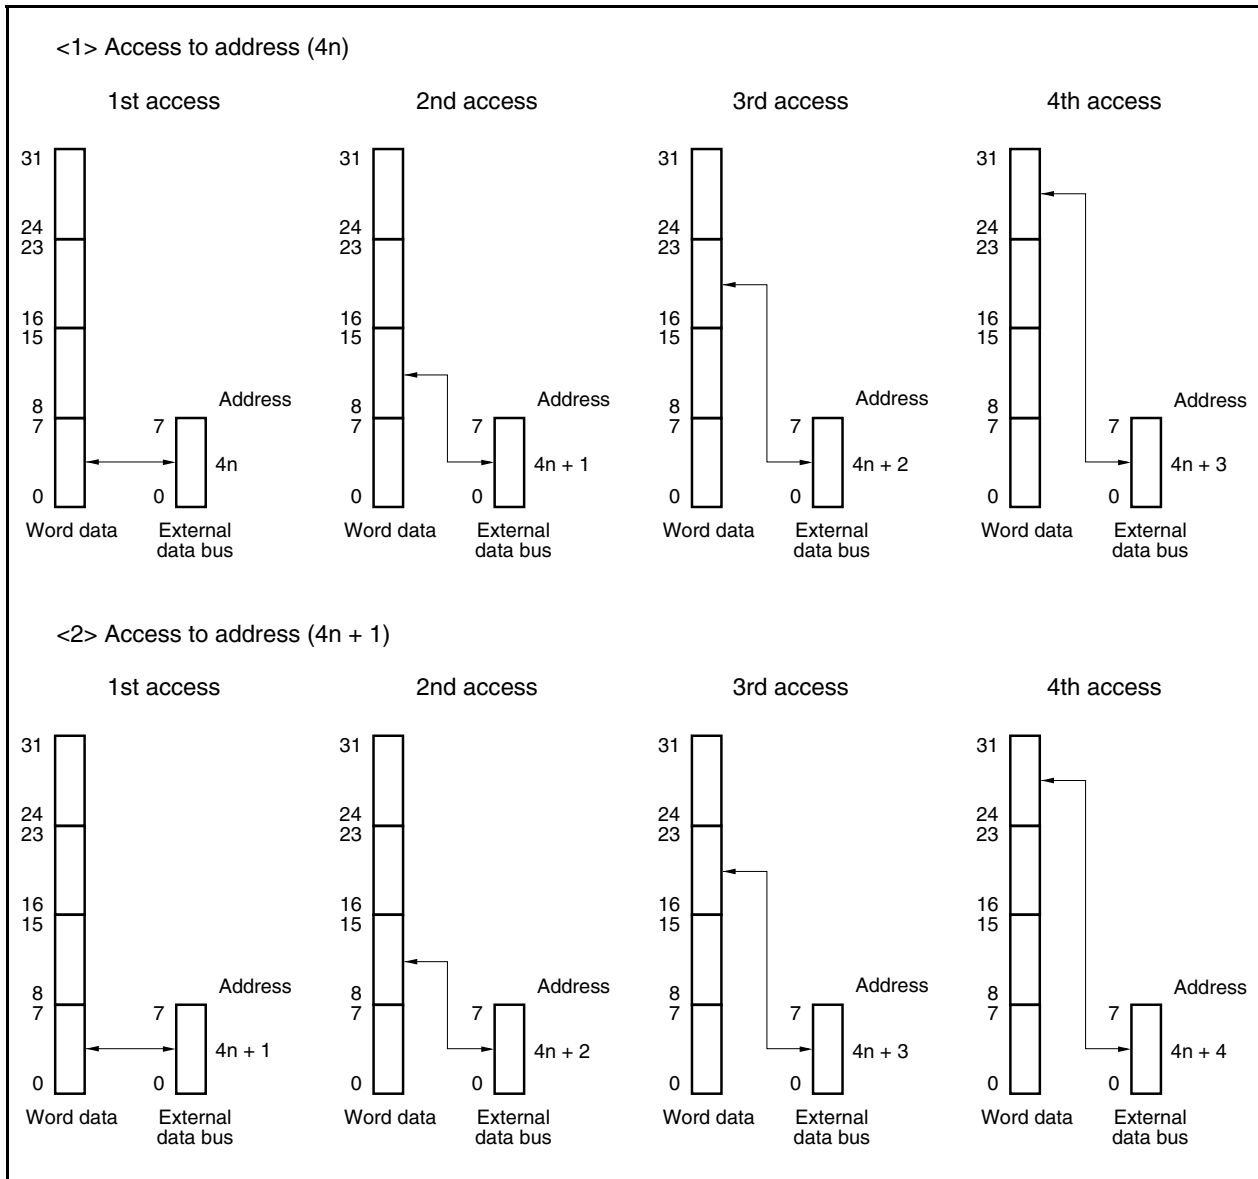 <1> Access to address (4n)
1st access 2nd access 3rd access 4th access
31 31 31 31
24 24 24 24
23 23 23 23
16 16 16 16
15 15 15 15
Address Address Address Address
8 8 8 8
7 7 7 7 7 7 7 7
4n 4n + 1 4n + 2 4n + 3
0 0 0 0 0 0 0 0
Word data External Word data External Word data External Word data External
data bus data bus data bus data bus
<2> Access to address (4n + 1)
1st access 2nd access 3rd access 4th access
31 31 31 31
24 24 24 24
23 23 23 23
16 16 16 16
15 15 15 15
Address Address Address Address
8 8 8 8
7 7 7 7 7 7 7 7
4n + 1 4n + 2 4n + 3 4n + 4
0 0 0 0 0 0 0 0
Word data External Word data External Word data External Word data External
data bus data bus data bus data bus